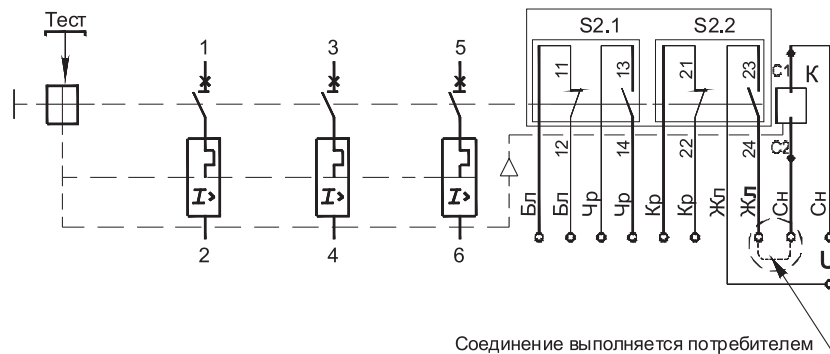 Тест
S2.1 S2.2
1 3 5
11 13 21 23 С1 К
I> I> I>
12 14 22 24 С2
Бл Бл Чр Чр Кр Кр Жл Жл Сн Сн
2 4 6
U
Соединение выполняется потребителем